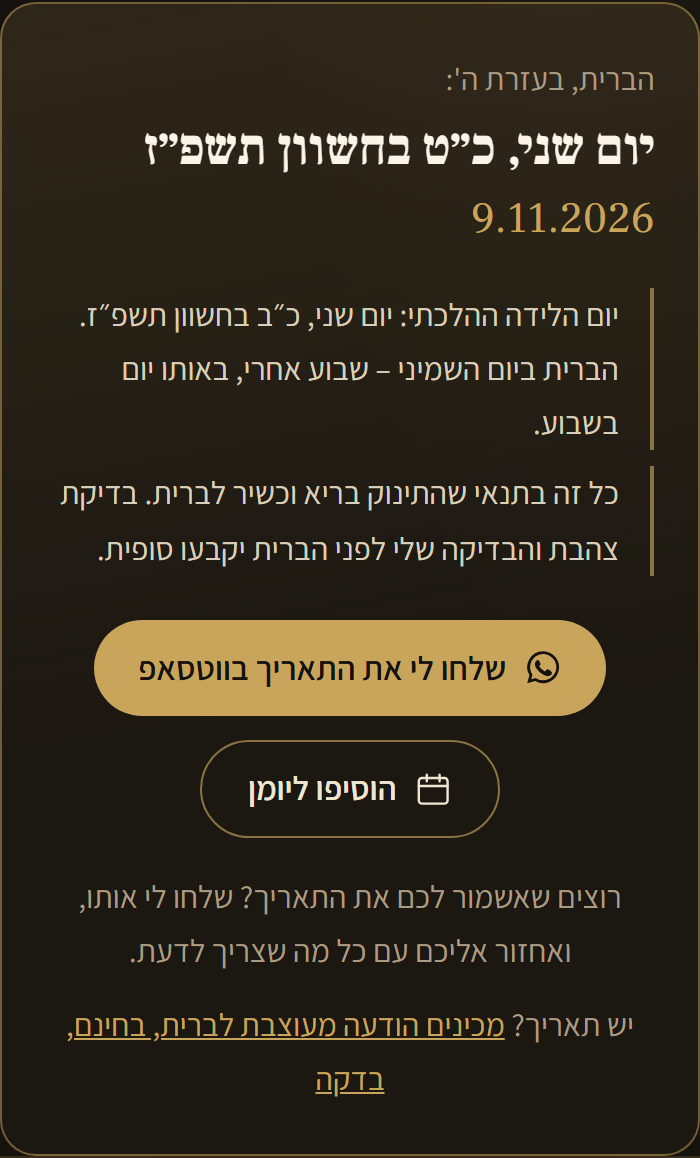 הברית, בעזרת ה':
יום שני, כ״ט בחשוון תשפ״ז
9.11.2026
יום הלידה ההלכתי: יום שני, כ״ב בחשוון תשפ״ז.
הברית ביום השמיני – שבוע אחרי, באותו יום
בשבוע.
כל זה בתנאי שהתינוק בריא וכשיר לברית. בדיקת
צהבת והבדיקה שלי לפני הברית יקבעו סופית.
שלחו לי את התאריך בווטסאפ
הוסיפו ליומן
רוצים שאשמור לכם את התאריך? שלחו לי אותו,
ואחזור אליכם עם כל מה שצריך לדעת.
יש תאריך? מכינים הודעה מעוצבת לברית, בחינם,
בדקה